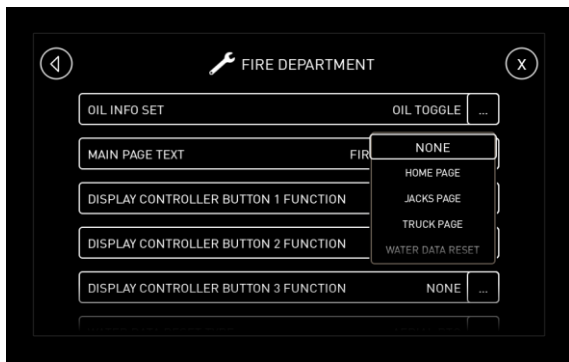 FIRE DEPARTMENT
X
OIL INFO SET OIL TOGGLE ...
MAIN PAGE TEXT FIR
NONE
HOME PAGE
JACKS PAGE
TRUCK PAGE
WATER DATA RESET
DISPLAY CONTROLLER BUTTON 1 FUNCTION
DISPLAY CONTROLLER BUTTON 2 FUNCTION
DISPLAY CONTROLLER BUTTON 3 FUNCTION NONE ...